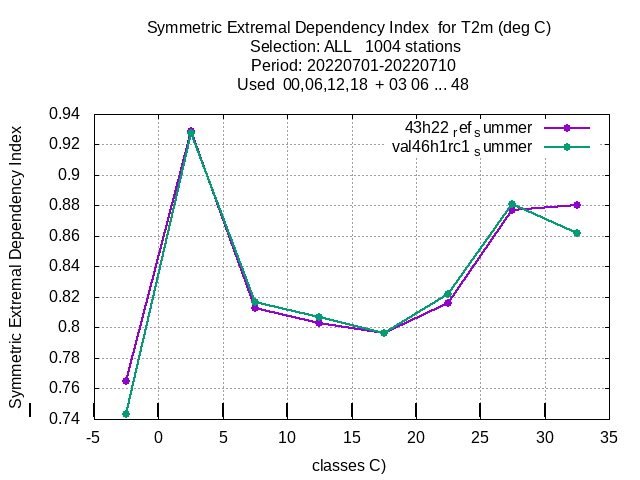 Symmetric Extremal Dependency Index  for T2m (deg C)
Selection: ALL   1004 stations
Period: 20220701-20220710
Used  00,06,12,18  + 03 06 ... 48
Symmetric Extremal Dependency Index
0.94
0.92
0.9
0.88
0.86
0.84
0.82
0.8
0.78
0.76
0.74
43h22 ref summer
val46h1rc1 summer
-5 0 5 10 15 20 25 30 35
classes C)